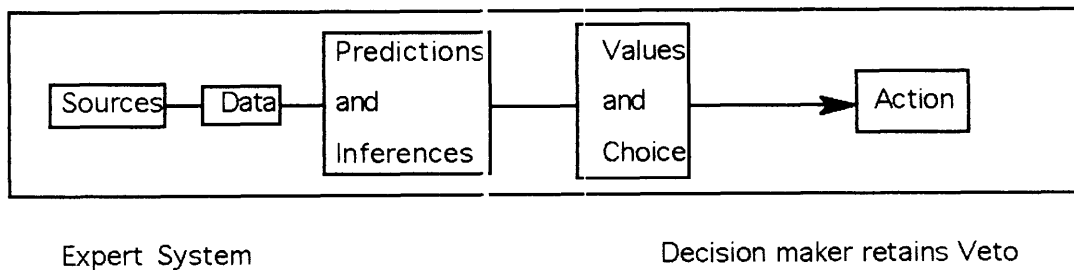 Sources
Data
Predictions
and
Inferences
Values
and
Choice
Action
Expert System
Decision maker retains Veto